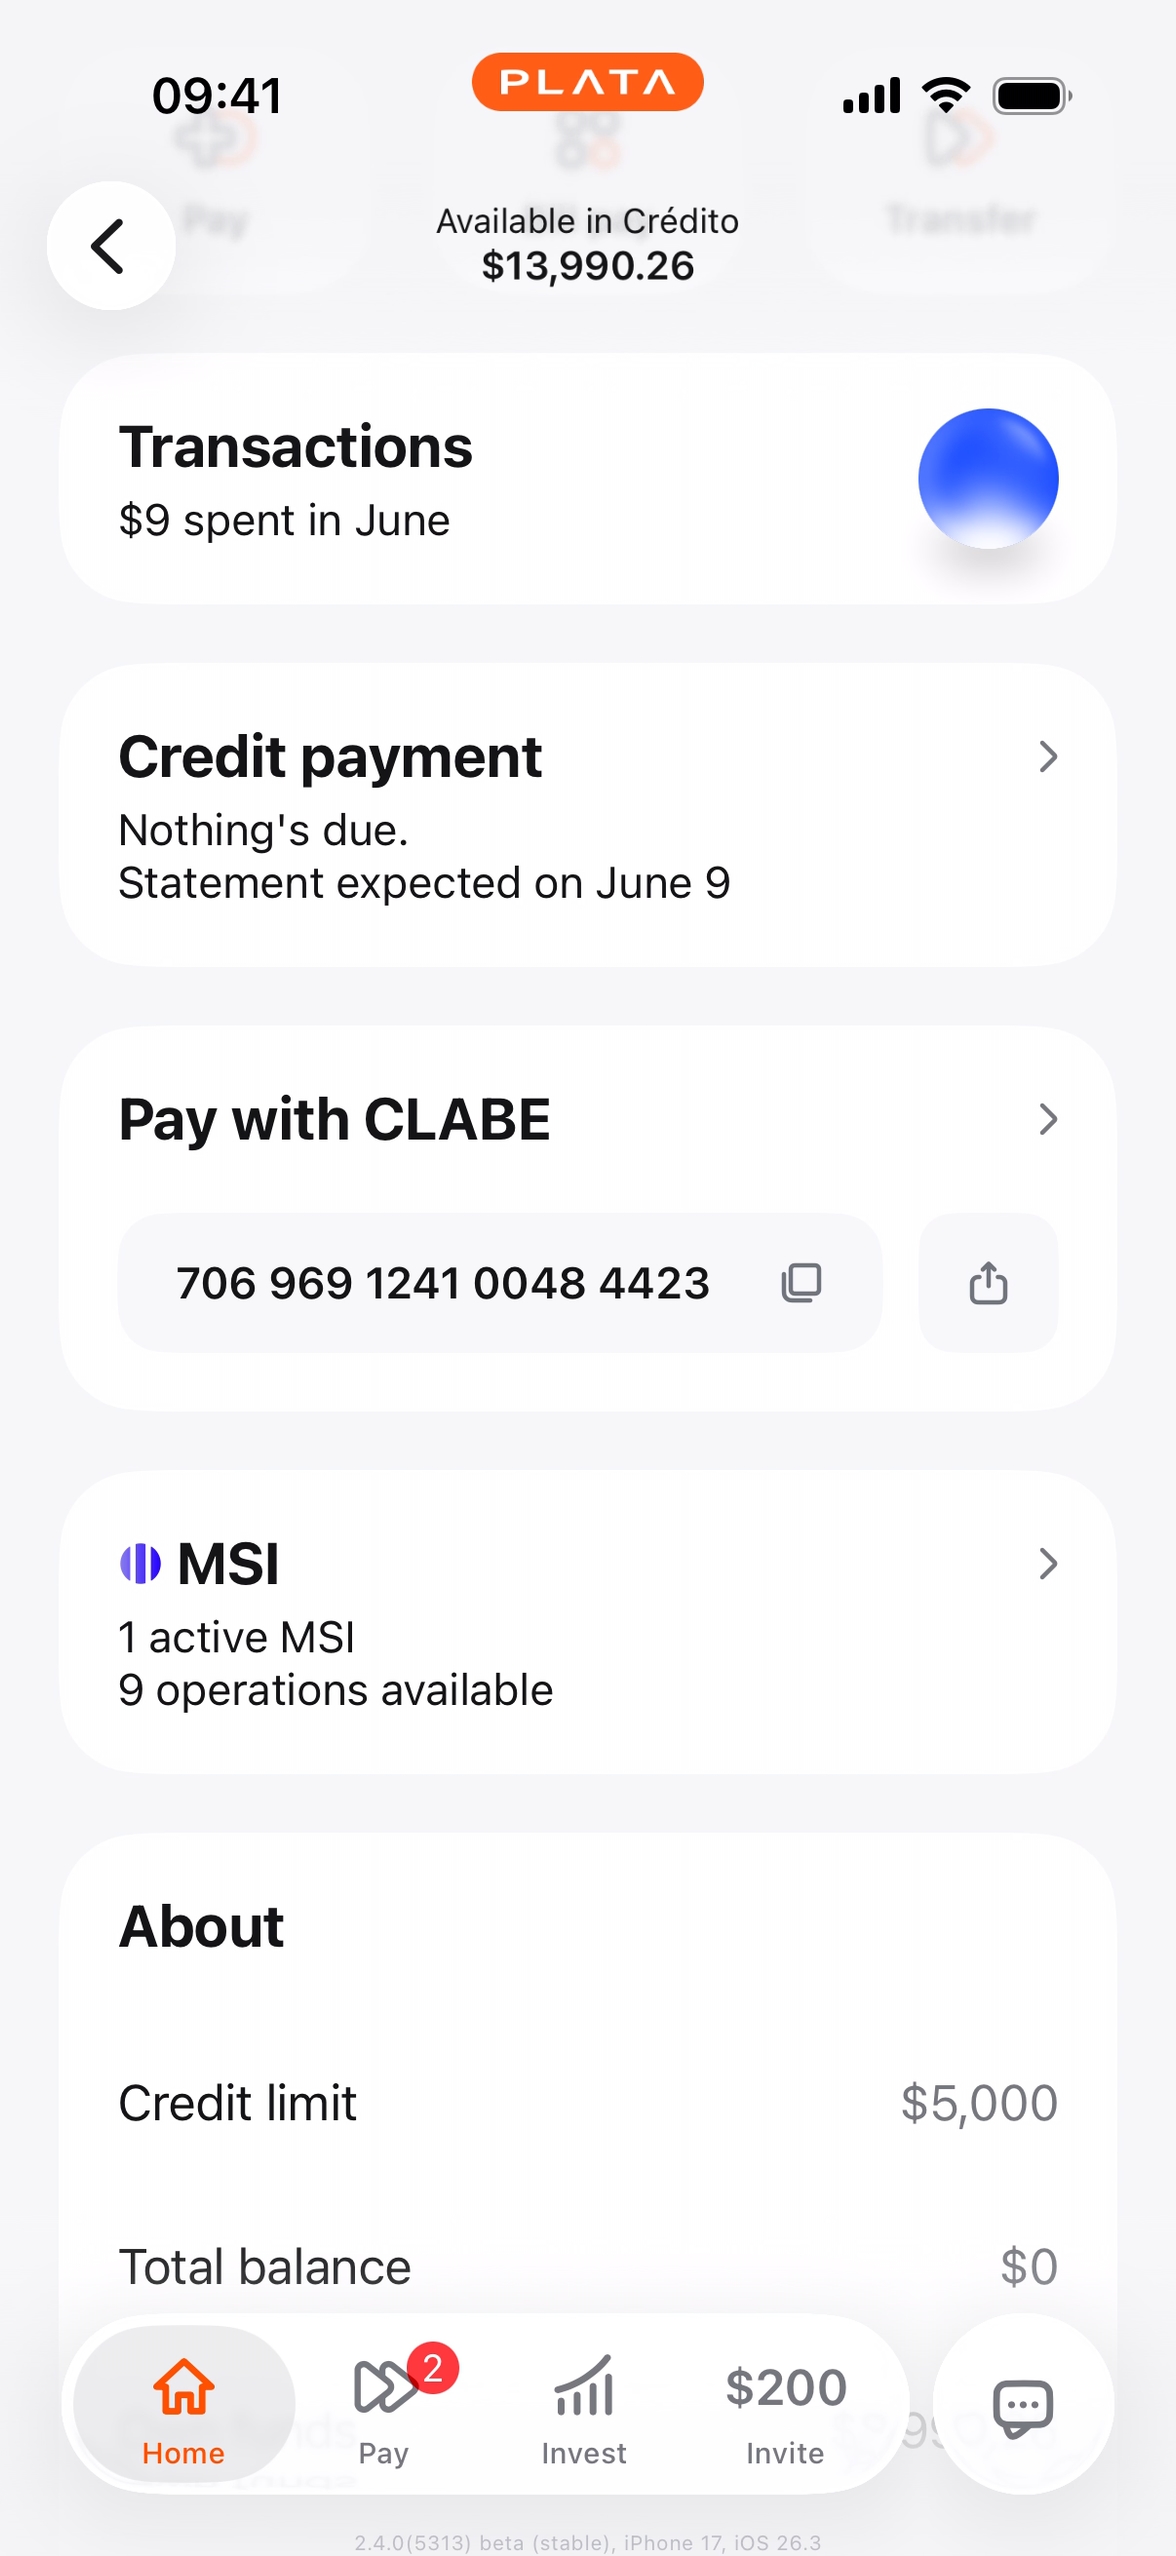 09:41
PLATA
Pay
Transfer
Available in Crédito
$13,990.26
Transactions
$9 spent in June
Credit payment
Nothing's due.
Statement expected on June 9
Pay with CLABE
706 969 1241 0048 4423
MSI
1 active MSI
9 operations available
About
Credit limit
$5,000
Total balance
$0
2
$200
Home
Pay
Invest
Invite
2.4.0(5313) beta (stable), iPhone 17, iOS 26.3